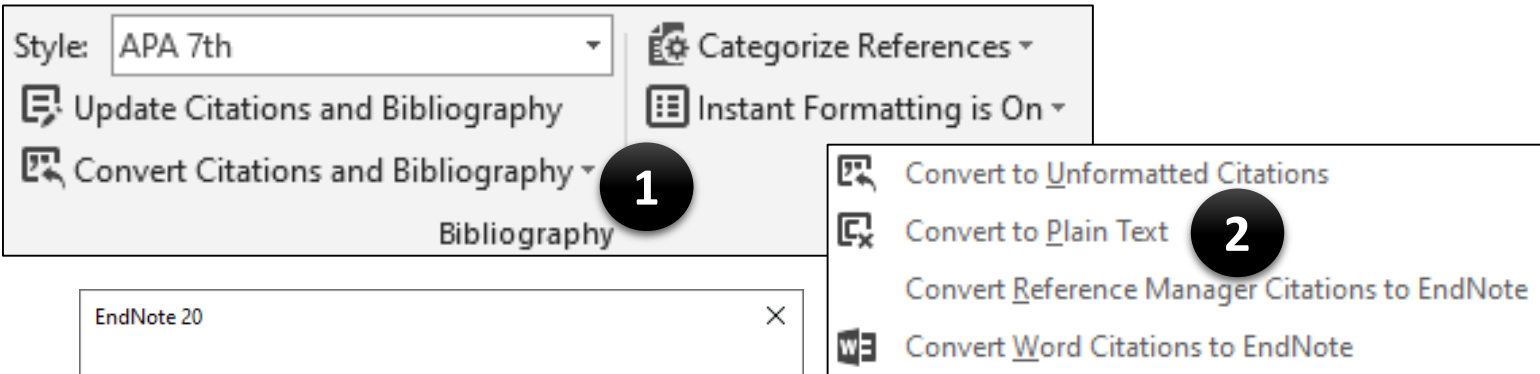 Style: APA 7th
Categorize References
Update Citations and Bibliography
Instant Formatting is On
Convert Citations and Bibliography
1
Bibliography
Convert to Unformatted Citations
Convert to Plain Text
2
Convert Reference Manager Citations to EndNote
Convert Word Citations to EndNote
EndNote 20